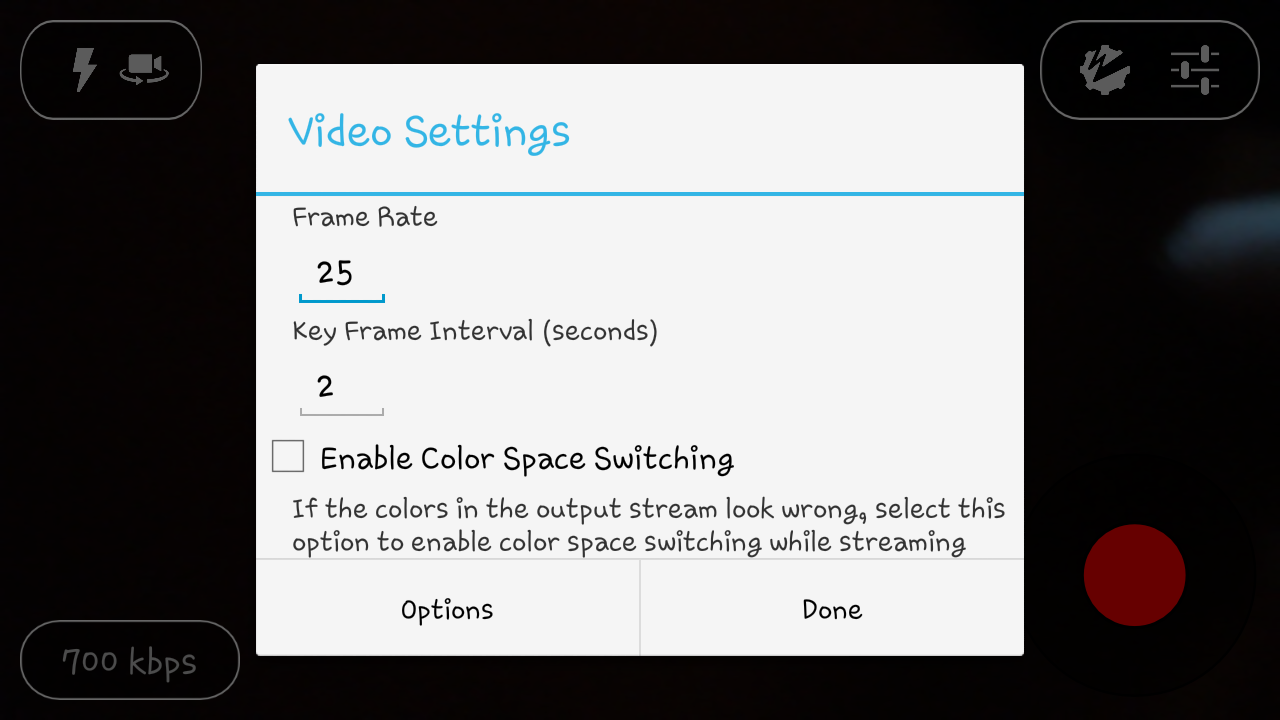 Video Settings
Frame Rate
25
Key Frame Interval (seconds)
2
Enable Color Space Switching
If the colors in the output stream look wrong, select this
option to enable color space switching while streaming
Options
Done
700 kbps